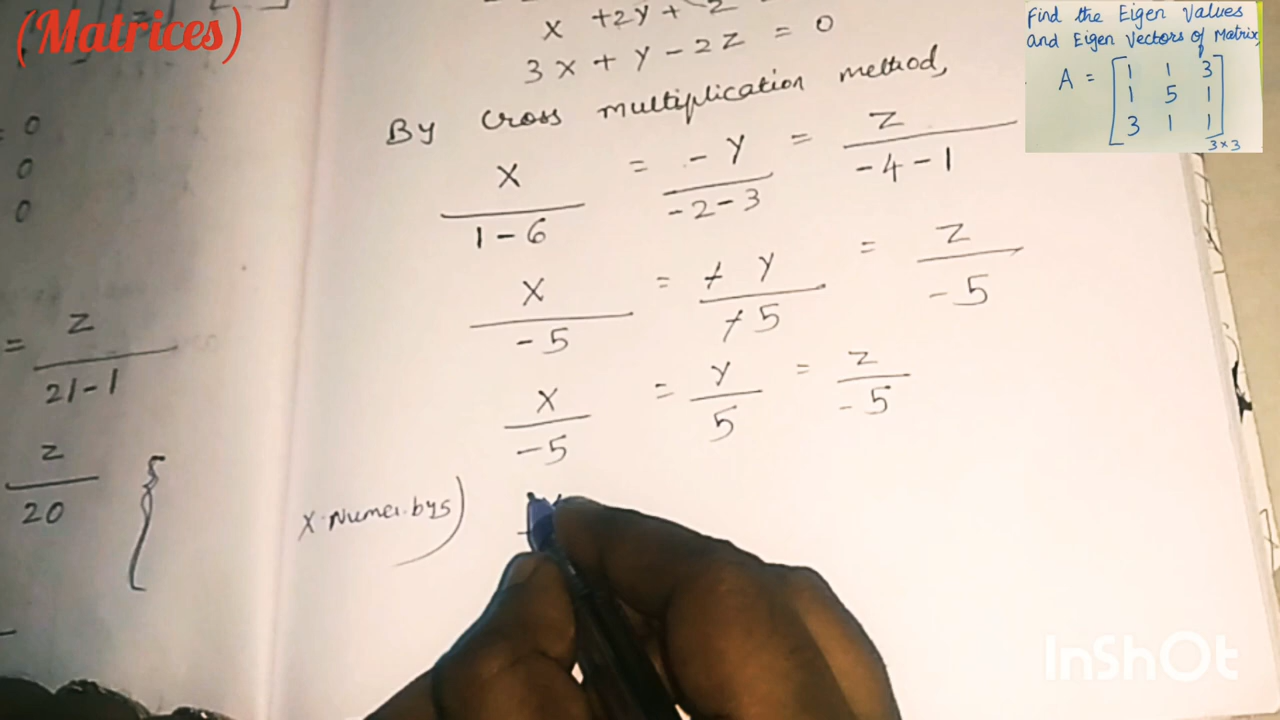 (Matrices)
Find the Eigen Values
and Eigen Vectors of Matrix,
A = [1 1 3
1 5 1
3 1 1] 3×3
x + 2y + z = 0
3x + y - 2z = 0
By cross multiplication method,
x / 1-6 = -y / -2-3 = z / -4-1
x / -5 = +y / +5 = z / -5
x / -5 = y / 5 = z / -5
x. Numer. by 5)
= 0
0
0
= z / 21-1
z / 20
InShOt